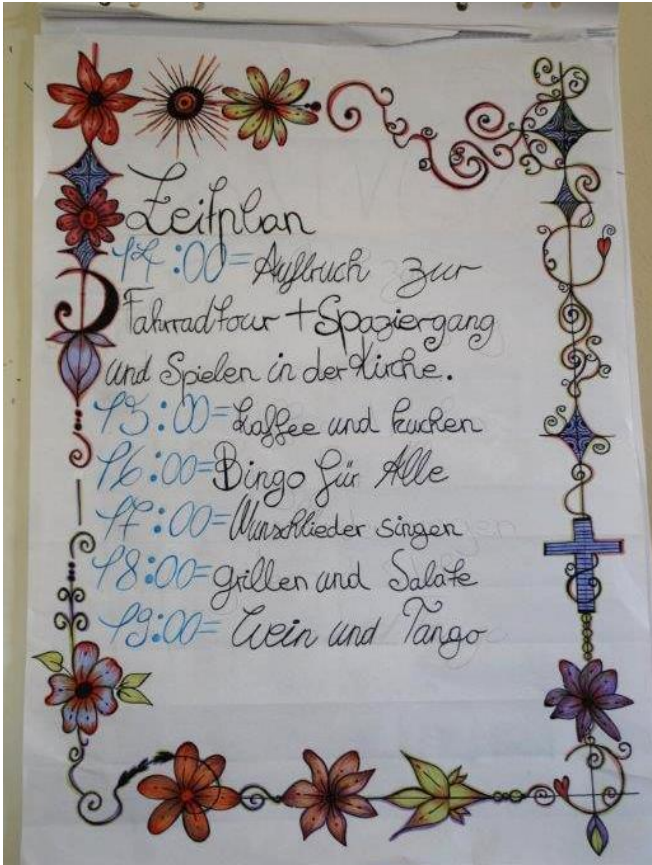 Zeitplan
14:00= Aufbruch zur
Fahrradtour + Spaziergang
und Spielen in der Kirche.
15:00= Kaffee und kuchen
16:00= Bingo für Alle
17:00= Wunschlieder singen
18:00= grillen und Salate
19:00= Wein und Tango